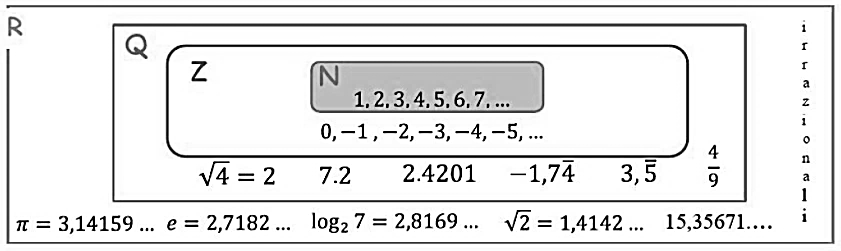 R
Q
Z
N
1, 2, 3, 4, 5, 6, 7, ...
0, −1 , −2, −3, −4, −5, ...
√4 = 2 7.2 2.4201 −1,74̅ 3, 5̅ 4/9
π = 3,14159 ... e = 2,7182 ... log₂ 7 = 2,8169 ... √2 = 1,4142 ... 15,35671....
irrazionali